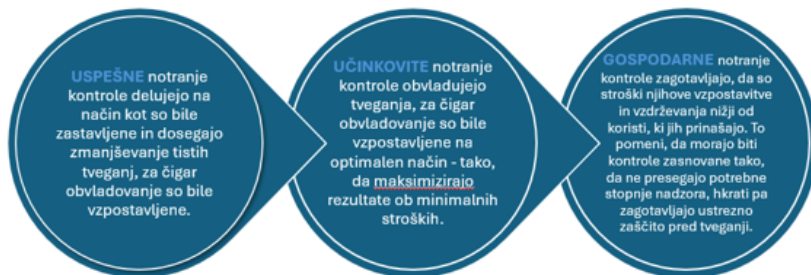 USPEŠNE notranje
kontrole delujejo na
način kot so bile
zastavljene in dosegajo
zmanjševanje tistih
tveganj, za čigar
obvladovanje so bile
vzpostavljene.
UČINKOVITE notranje
kontrole obvladujejo
tveganja, za čigar
obvladovanje so bile
vzpostavljene na
optimalen način - tako,
da maksimizirajo
rezultate ob minimalnih
stroških.
GOSPODARNE notranje
kontrole zagotavljajo, da so
stroški njihove vzpostavitve
in vzdrževanja nižji od
koristi, ki jih prinašajo. To
pomeni, da morajo biti
kontrole zasnovane tako,
da ne presegajo potrebne
stopnje nadzora, hkrati pa
zagotavljajo ustrezno
zaščito pred tveganji.